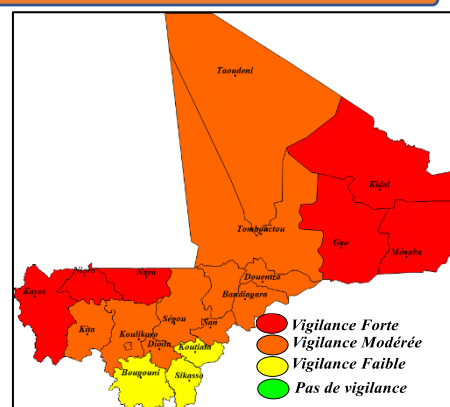 Taoudeni
Kidal
Tombouctou
Gao
Ménaka
Nioro
Nara
Kayes
Douentza
Bandiagara
Ségou
San
Kita
Koulikoro
Dioila
Koutiala
Bougouni
Sikasso
Vigilance Forte
Vigilance Modérée
Vigilance Faible
Pas de vigilance